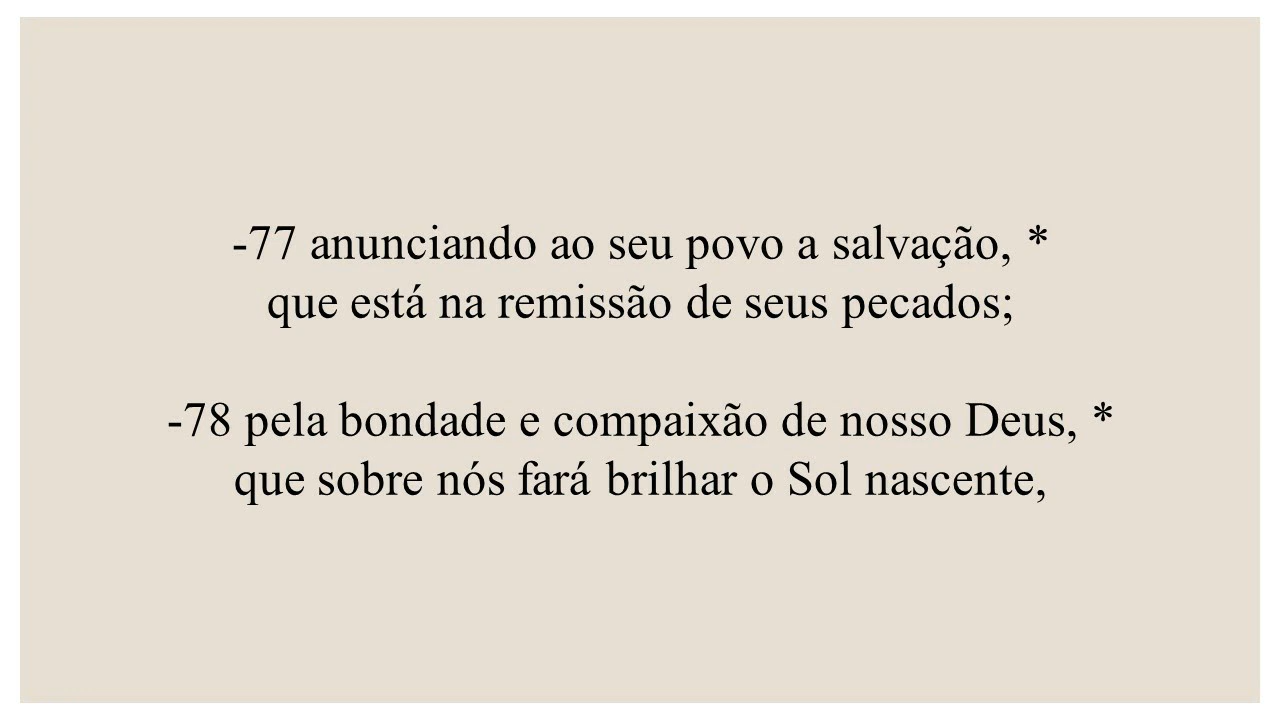 -77 anunciando ao seu povo a salvação, *
que está na remissão de seus pecados;
-78 pela bondade e compaixão de nosso Deus, *
que sobre nós fará brilhar o Sol nascente,